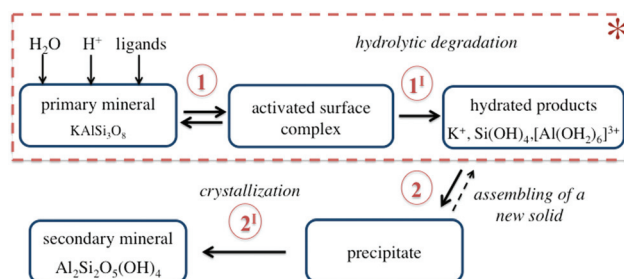 H₂O H⁺ ligands
hydrolytic degradation
*
primary mineral
KAlSi₃O₈
1
activated surface
complex
1ᴵ
hydrated products
K⁺, Si(OH)₄,[Al(OH₂)₆]³⁺
2
assembling of a
new solid
crystallization
2ᴵ
secondary mineral
Al₂Si₂O₅(OH)₄
precipitate